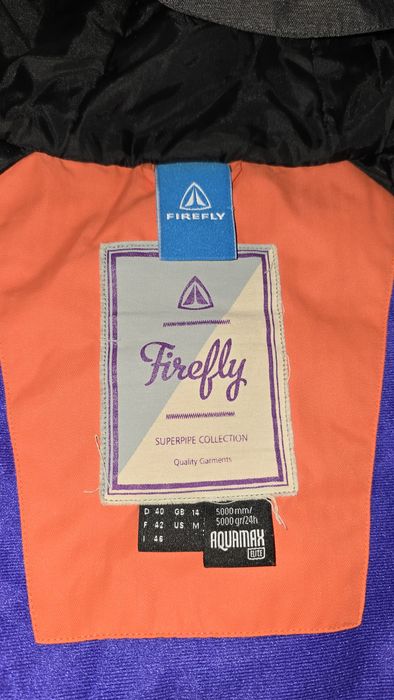 FIREFLY
Firefly
SUPERPIPE COLLECTION
Quality Garments
D 40 GB 14
F 42 US M
I 46
5000 mm/
5000 gr/24h
AQUAMAX
ELITE